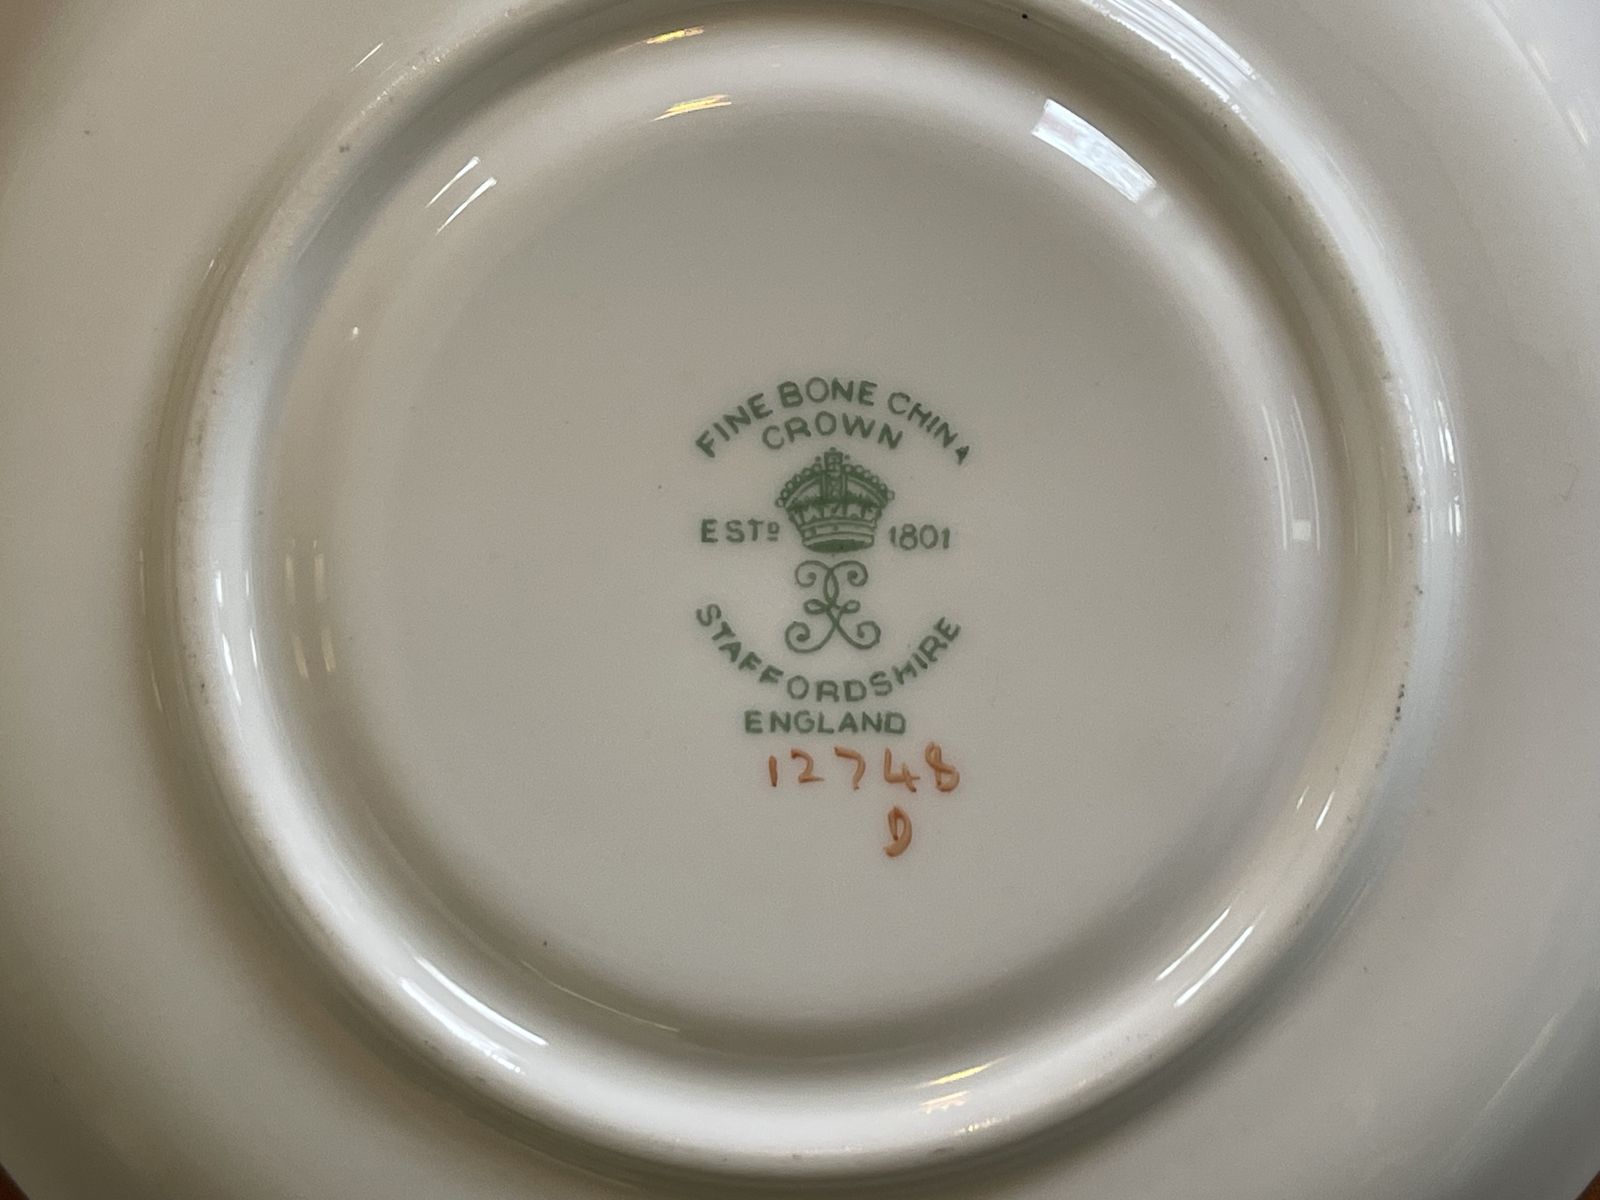 FINE BONE CHINA
CROWN
ESTD 1801
STAFFORDSHIRE
ENGLAND
12748
D